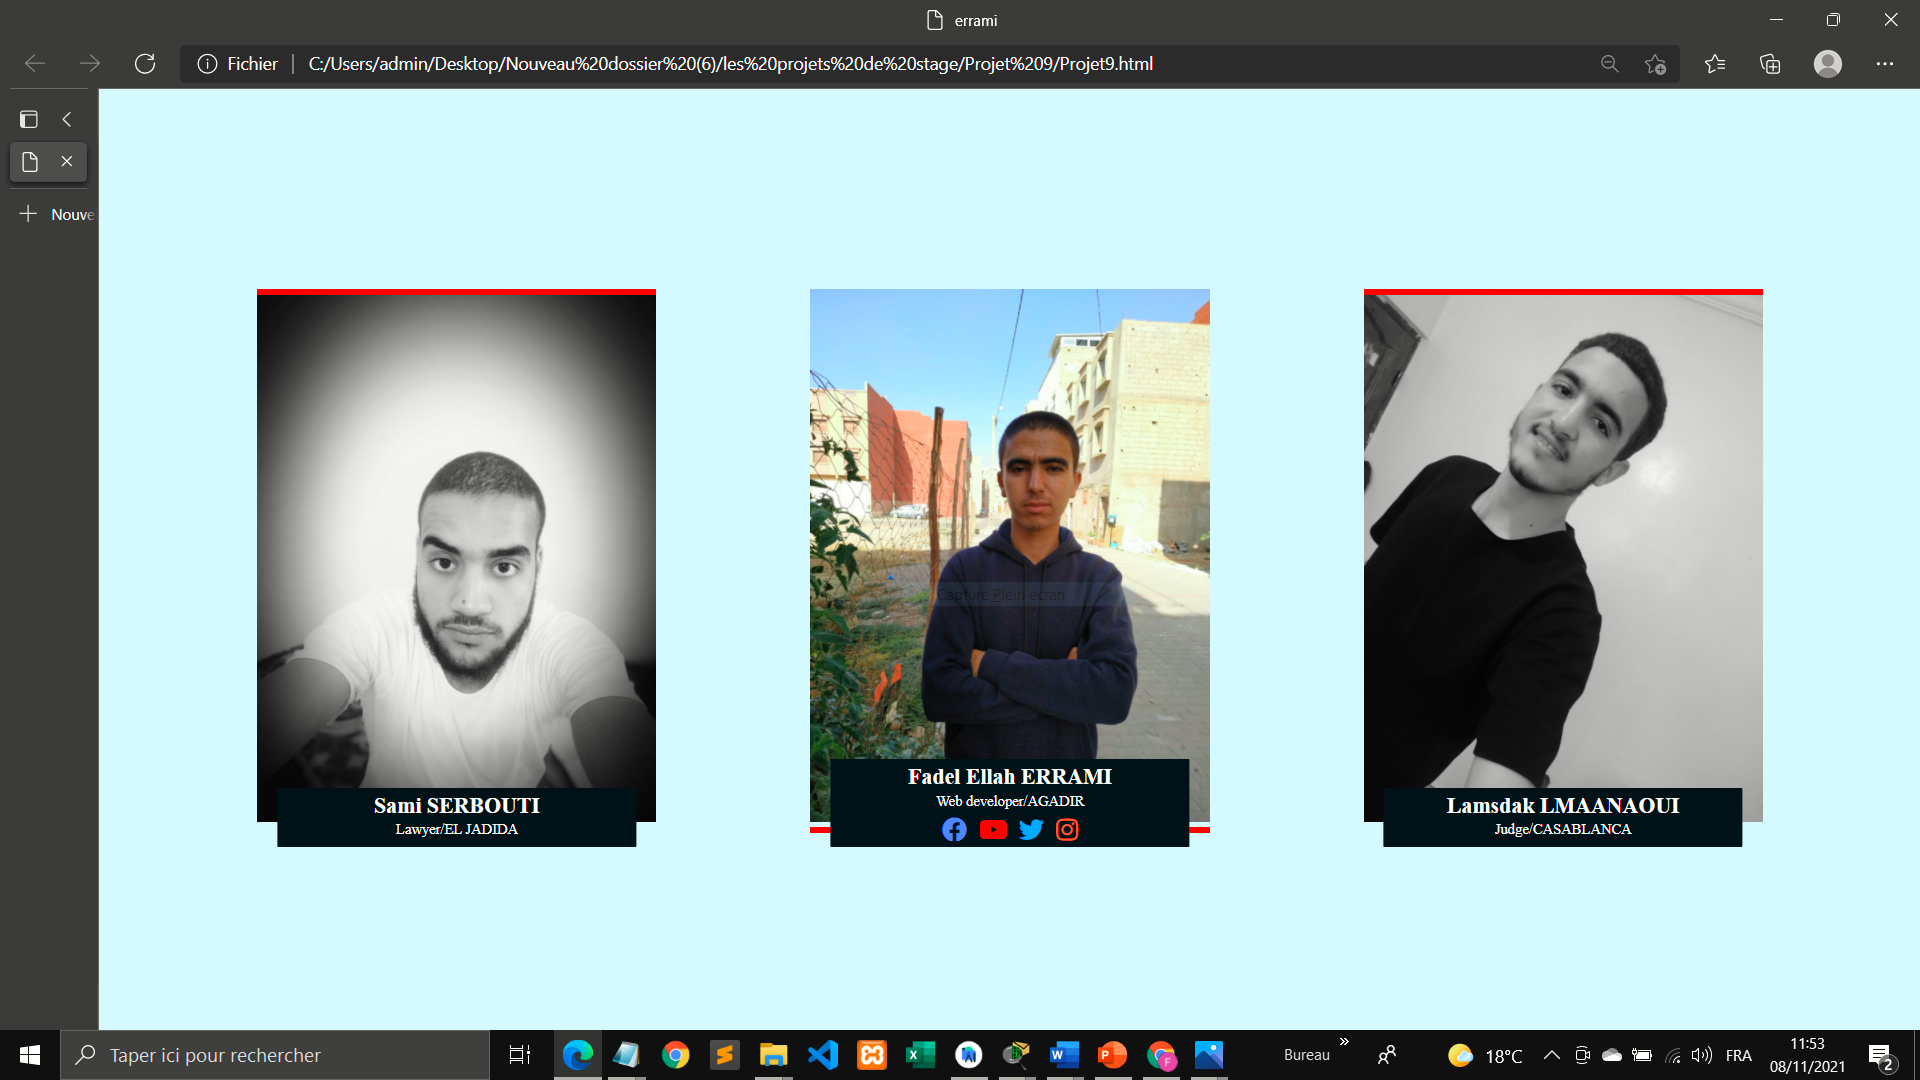 errami
Fichier
C:/Users/admin/Desktop/Nouveau%20dossier%20(6)/les%20projets%20de%20stage/Projet%209/Projet9.html
Nouve
Capture Plein écran
Sami SERBOUTI
Lawyer/EL JADIDA
Fadel Ellah ERRAMI
Web developer/AGADIR
Lamsdak LMAANAOUI
Judge/CASABLANCA
Taper ici pour rechercher
Bureau
18°C
FRA
11:53
08/11/2021
2